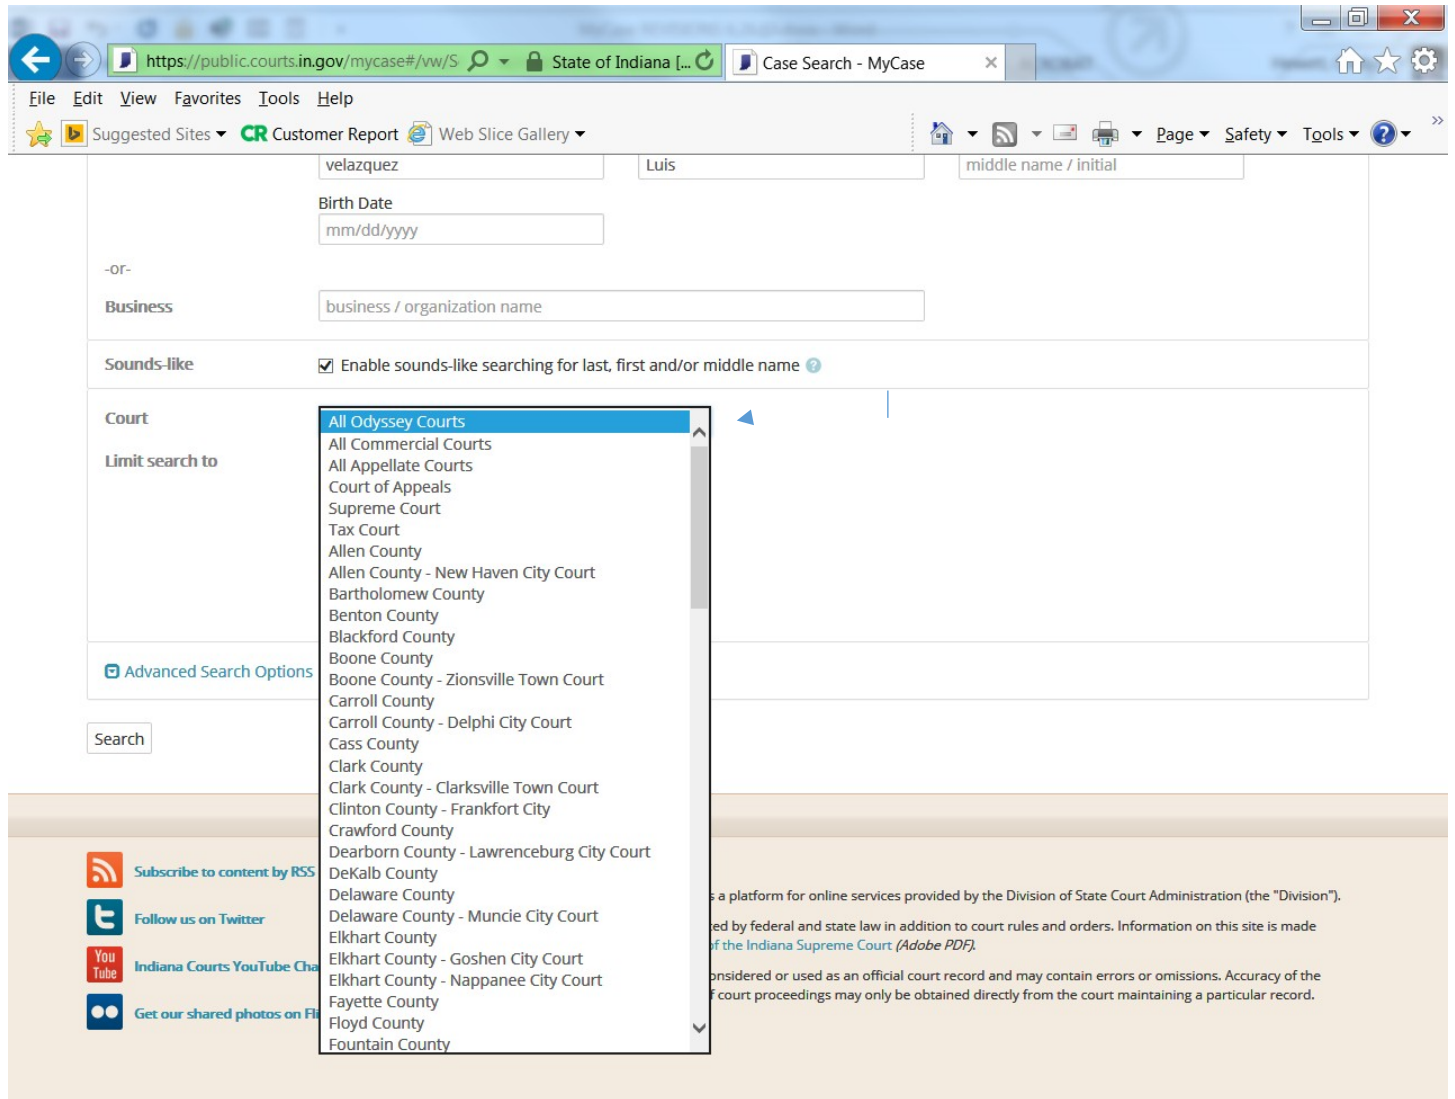 https://public.courts.in.gov/mycase#/vw/S
State of Indiana [...
Case Search - MyCase
File Edit View Favorites Tools Help
Suggested Sites CR Customer Report Web Slice Gallery
Page Safety Tools
velazquez Luis middle name / initial
Birth Date
mm/dd/yyyy
-or-
Business business / organization name
Sounds-like Enable sounds-like searching for last, first and/or middle name
Court
Limit search to
All Odyssey Courts
All Commercial Courts
All Appellate Courts
Court of Appeals
Supreme Court
Tax Court
Allen County
Allen County - New Haven City Court
Bartholomew County
Benton County
Blackford County
Boone County
Boone County - Zionsville Town Court
Carroll County
Carroll County - Delphi City Court
Cass County
Clark County
Clark County - Clarksville Town Court
Clinton County - Frankfort City
Crawford County
Dearborn County - Lawrenceburg City Court
DeKalb County
Delaware County
Delaware County - Muncie City Court
Elkhart County
Elkhart County - Goshen City Court
Elkhart County - Nappanee City Court
Fayette County
Floyd County
Fountain County
Advanced Search Options
Search
Subscribe to content by RSS
Follow us on Twitter
You
Tube
Indiana Courts YouTube Cha
Get our shared photos on Fli
s a platform for online services provided by the Division of State Court Administration (the "Division").
ted by federal and state law in addition to court rules and orders. Information on this site is made
of the Indiana Supreme Court (Adobe PDF).
onsidered or used as an official court record and may contain errors or omissions. Accuracy of the
f court proceedings may only be obtained directly from the court maintaining a particular record.